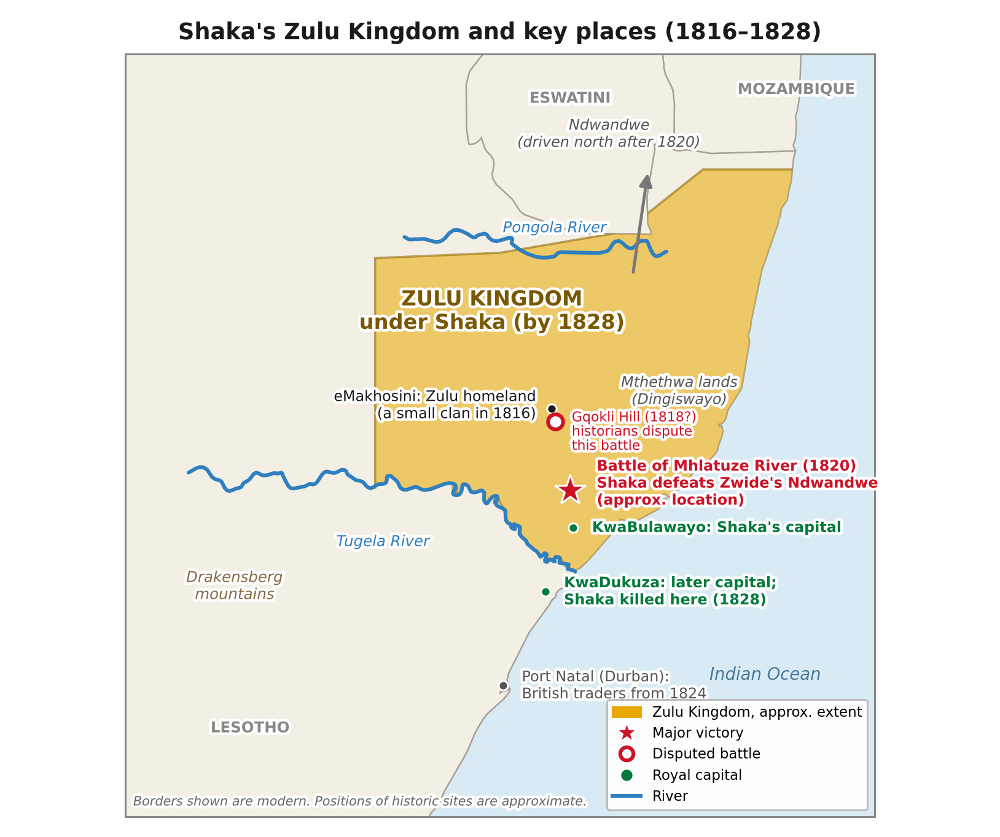 Shaka's Zulu Kingdom and key places (1816–1828)
MOZAMBIQUE
ESWATINI
Ndwandwe
(driven north after 1820)
Pongola River
ZULU KINGDOM
under Shaka (by 1828)
Mthethwa lands
(Dingiswayo)
eMakhosini: Zulu homeland
(a small clan in 1816)
Gqokli Hill (1818?)
historians dispute
this battle
Battle of Mhlatuze River (1820)
Shaka defeats Zwide's Ndwandwe
(approx. location)
KwaBulawayo: Shaka's capital
Tugela River
Drakensberg
mountains
KwaDukuza: later capital;
Shaka killed here (1828)
Port Natal (Durban):
British traders from 1824
Indian Ocean
LESOTHO
Zulu Kingdom, approx. extent
Major victory
Disputed battle
Royal capital
River
Borders shown are modern. Positions of historic sites are approximate.